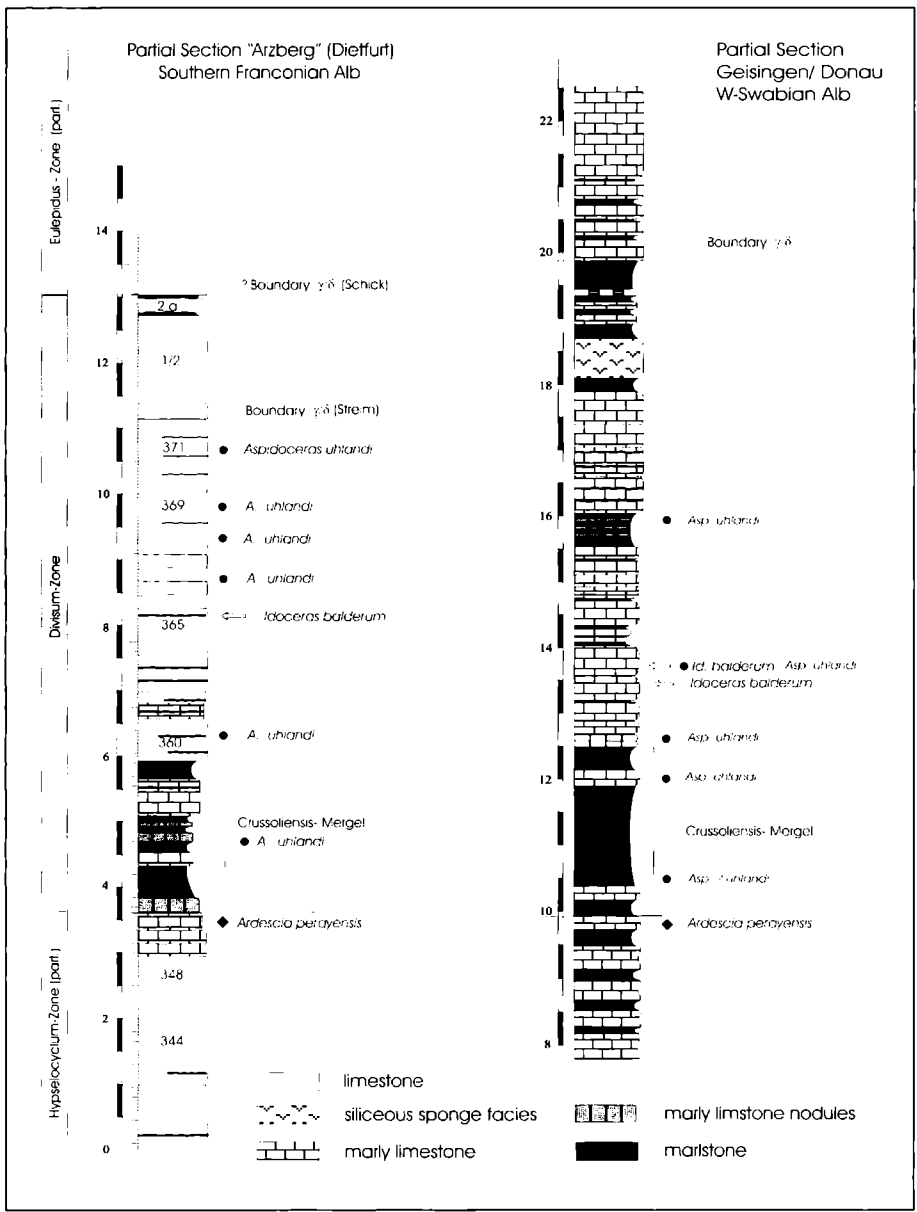 Partial Section "Arzberg" (Dietfurt)
Southern Franconian Alb
Partial Section
Geisingen/ Donau
W-Swabian Alb
Eulepidus - Zone (part.)
Divisum-Zone
Hypselocyclum-Zone (part.)
14
12
10
8
6
4
2
0
2 a
1/2
371
369
365
360
348
344
? Boundary γ/δ (Schick)
Boundary γ/δ (Streim)
Aspidoceras uhlandi
A. uhlandi
A. uhlandi
A. uhlandi
Idoceras balderum
A. uhlandi
Crussoliensis- Mergel
A. uhlandi
Ardescia perayensis
22
20
18
16
14
12
10
8
Boundary γ/δ
Asp. uhlandi
Id. balderum Asp. uhlandi
Idoceras balderum
Asp. uhlandi
Asp. uhlandi
Crussoliensis- Mergel
Asp. uhlandi
Ardescia perayensis
limestone
siliceous sponge facies
marly limestone
marly limstone nodules
marlstone